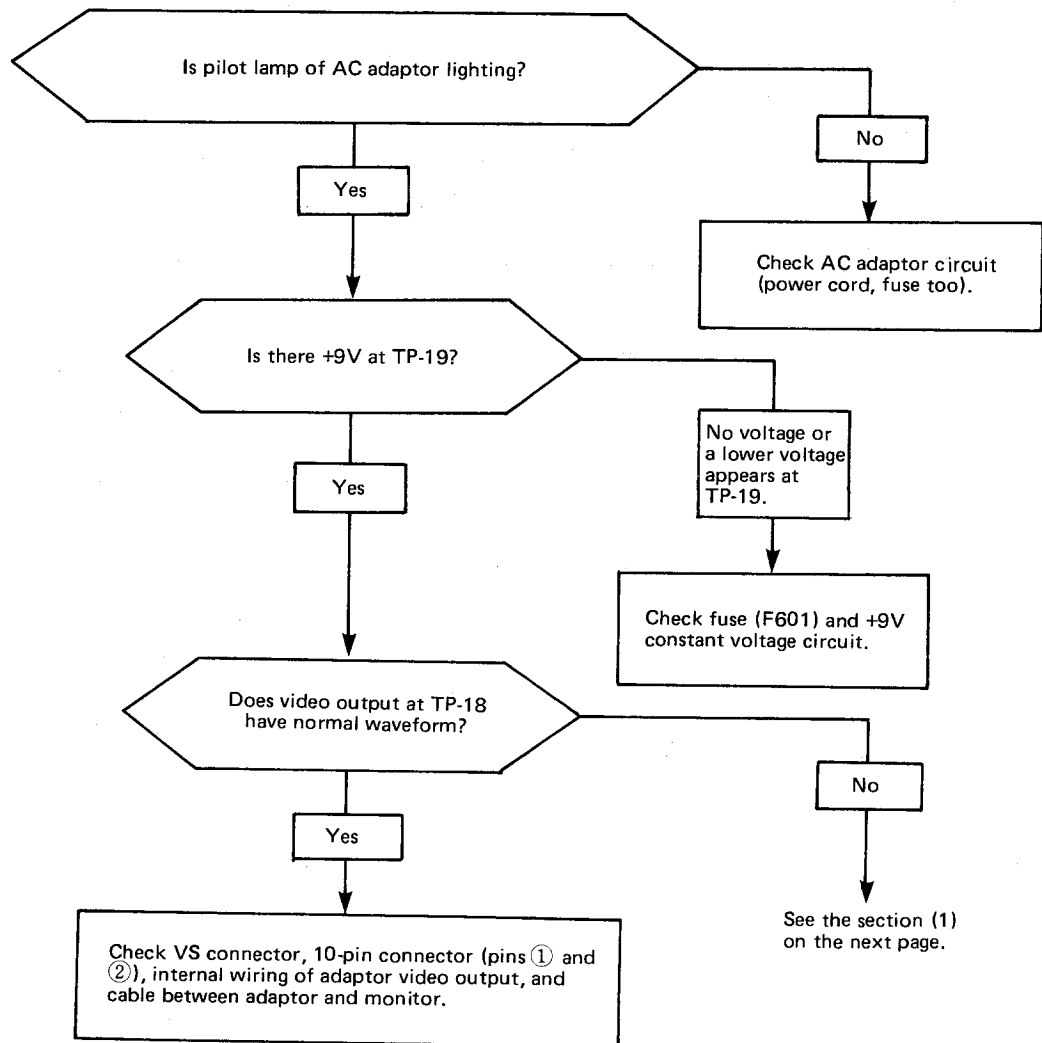 Is pilot lamp of AC adaptor lighting?
No
Yes
Check AC adaptor circuit
(power cord, fuse too).
Is there +9V at TP-19?
No voltage or
a lower voltage
appears at
TP-19.
Yes
Check fuse (F601) and +9V
constant voltage circuit.
Does video output at TP-18
have normal waveform?
No
Yes
See the section (1)
on the next page.
Check VS connector, 10-pin connector (pins ① and
②), internal wiring of adaptor video output, and
cable between adaptor and monitor.